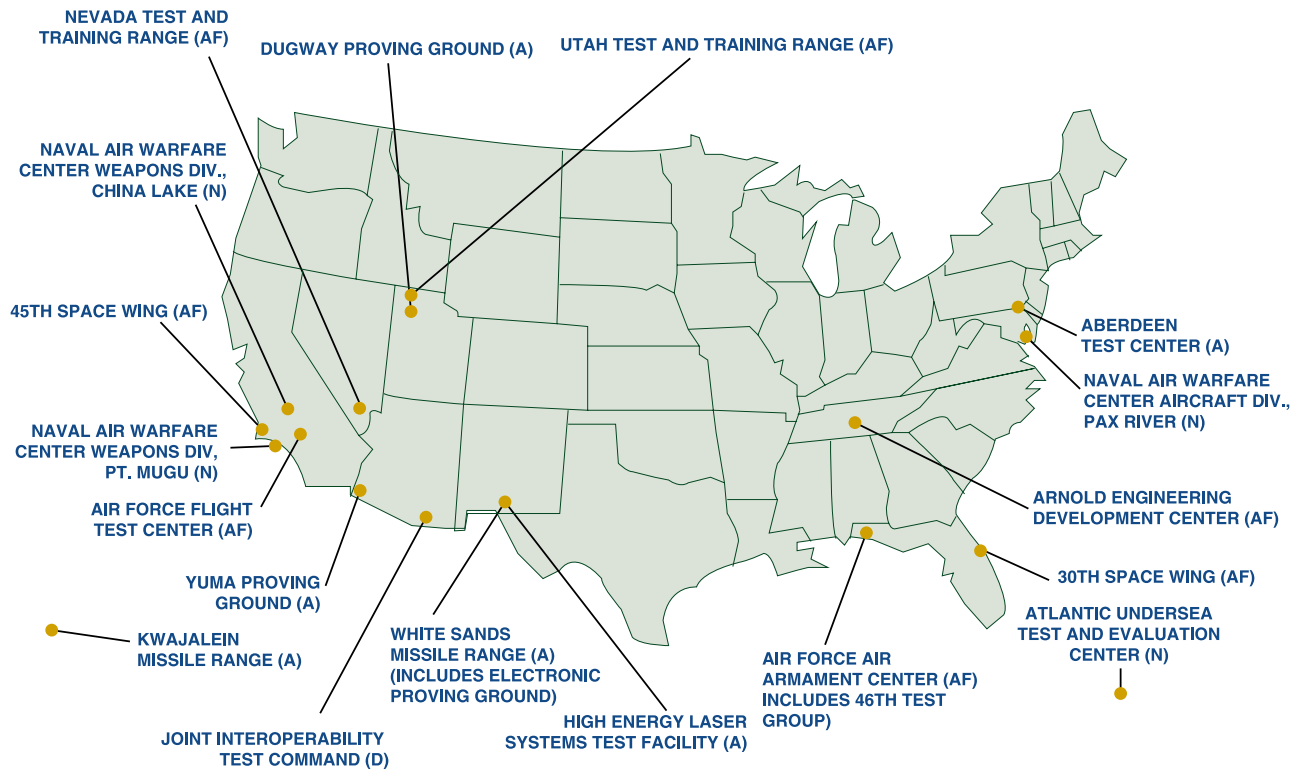 NEVADA TEST AND
TRAINING RANGE (AF)
DUGWAY PROVING GROUND (A)
UTAH TEST AND TRAINING RANGE (AF)
NAVAL AIR WARFARE
CENTER WEAPONS DIV.,
CHINA LAKE (N)
45TH SPACE WING (AF)
NAVAL AIR WARFARE
CENTER WEAPONS DIV,
PT. MUGU (N)
AIR FORCE FLIGHT
TEST CENTER (AF)
YUMA PROVING
GROUND (A)
KWAJALEIN
MISSILE RANGE (A)
JOINT INTEROPERABILITY
TEST COMMAND (D)
WHITE SANDS
MISSILE RANGE (A)
(INCLUDES ELECTRONIC
PROVING GROUND)
HIGH ENERGY LASER
SYSTEMS TEST FACILITY (A)
AIR FORCE AIR
ARMAMENT CENTER (AF)
INCLUDES 46TH TEST
GROUP)
ABERDEEN
TEST CENTER (A)
NAVAL AIR WARFARE
CENTER AIRCRAFT DIV.,
PAX RIVER (N)
ARNOLD ENGINEERING
DEVELOPMENT CENTER (AF)
30TH SPACE WING (AF)
ATLANTIC UNDERSEA
TEST AND EVALUATION
CENTER (N)